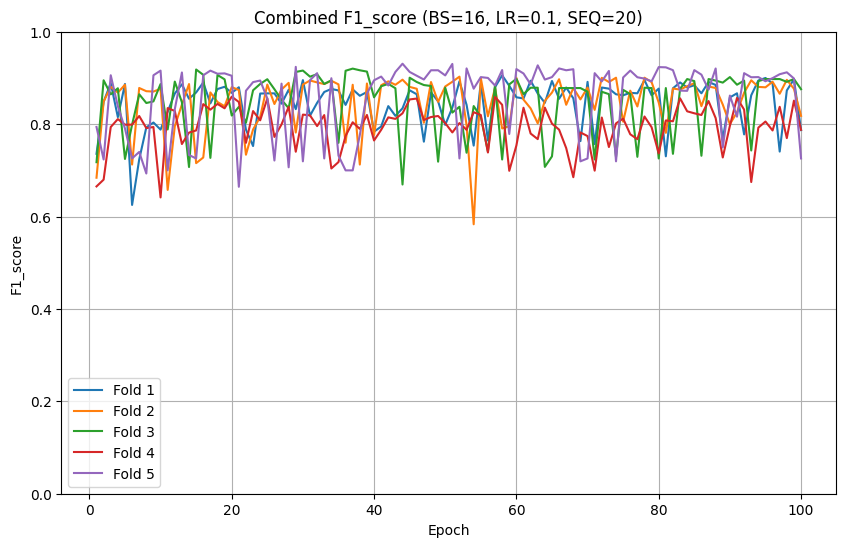 Combined F1_score (BS=16, LR=0.1, SEQ=20)
1.0
0.8
0.6
0.4
0.2
0.0
F1_score
Fold 1
Fold 2
Fold 3
Fold 4
Fold 5
0 20 40 60 80 100
Epoch